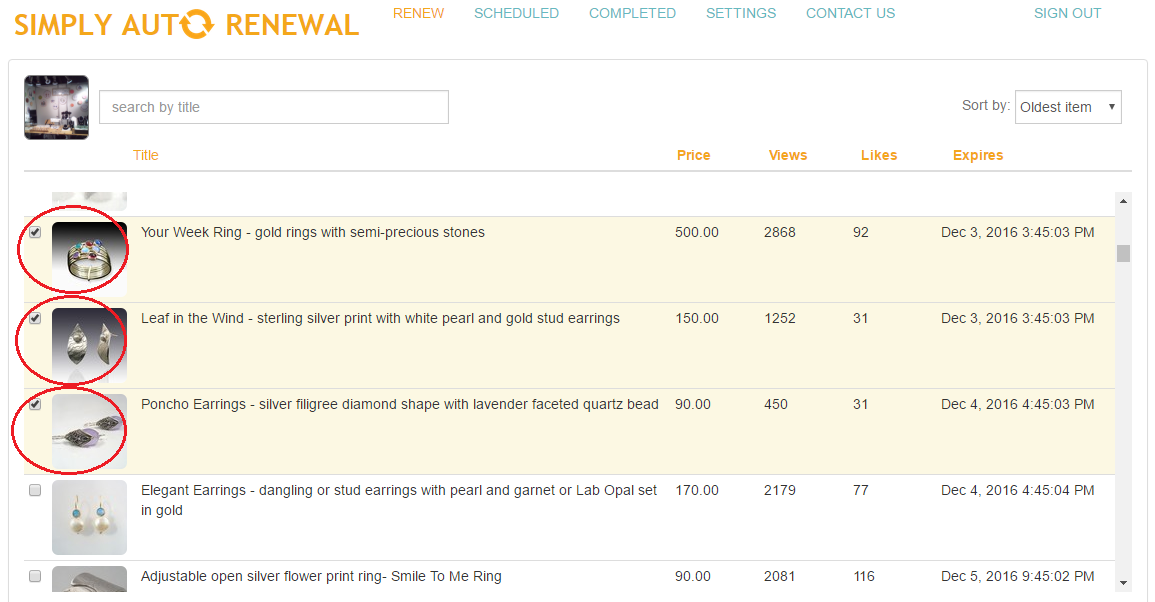 SIMPLY AUTO RENEWAL
RENEW SCHEDULED COMPLETED SETTINGS CONTACT US SIGN OUT
search by title
Sort by: Oldest item
Title Price Views Likes Expires
Your Week Ring - gold rings with semi-precious stones 500.00 2868 92 Dec 3, 2016 3:45:03 PM
Leaf in the Wind - sterling silver print with white pearl and gold stud earrings 150.00 1252 31 Dec 3, 2016 3:45:03 PM
Poncho Earrings - silver filigree diamond shape with lavender faceted quartz bead 90.00 450 31 Dec 4, 2016 4:45:03 PM
Elegant Earrings - dangling or stud earrings with pearl and garnet or Lab Opal set 170.00 2179 77 Dec 4, 2016 4:45:04 PM
in gold
Adjustable open silver flower print ring- Smile To Me Ring 90.00 2081 116 Dec 5, 2016 9:45:02 PM